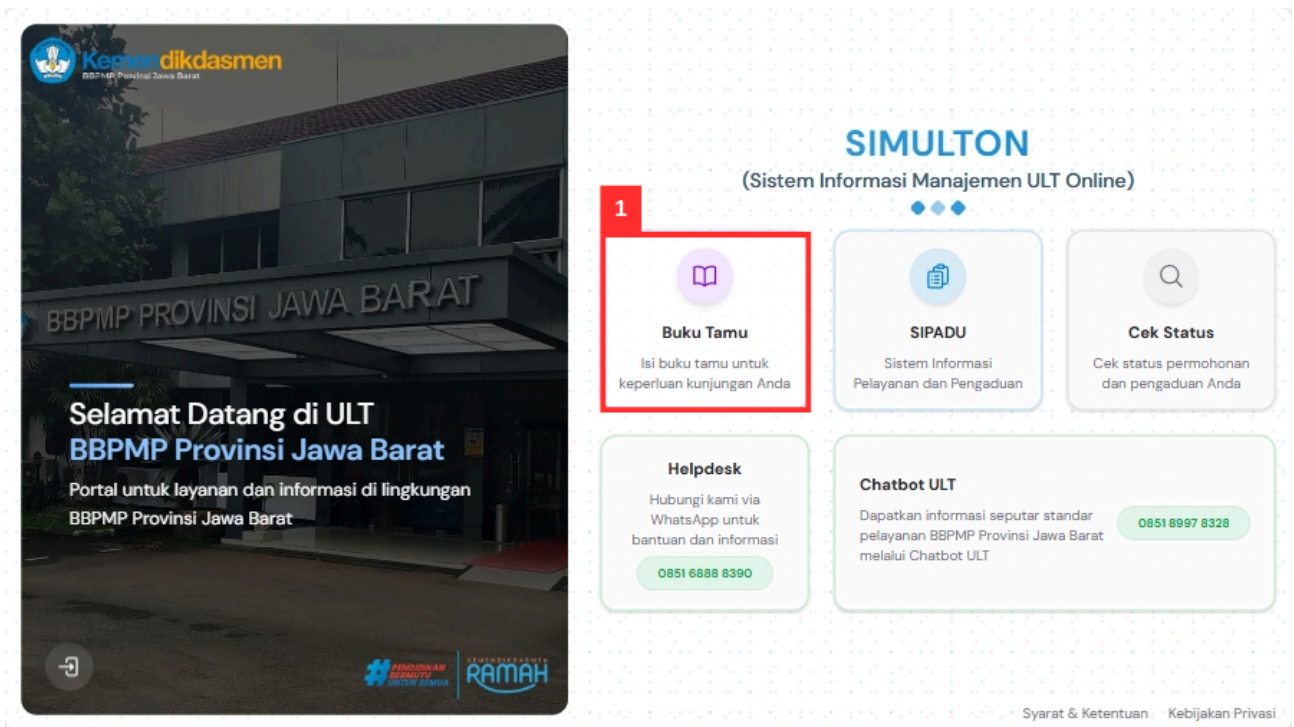 Kemendikdasmen
BBPMP Provinsi Jawa Barat
BBPMP PROVINSI JAWA BARAT
Selamat Datang di ULT
BBPMP Provinsi Jawa Barat
Portal untuk layanan dan informasi di lingkungan
BBPMP Provinsi Jawa Barat
#PENDIDIKAN
BERMUTU
UNTUK SEMUA
KEMENDIKDASMEN
RAMAH
SIMULTON
(Sistem Informasi Manajemen ULT Online)
1
Buku Tamu
Isi buku tamu untuk
keperluan kunjungan Anda
SIPADU
Sistem Informasi
Pelayanan dan Pengaduan
Cek Status
Cek status permohonan
dan pengaduan Anda
Helpdesk
Hubungi kami via
WhatsApp untuk
bantuan dan informasi
0851 6888 8390
Chatbot ULT
Dapatkan informasi seputar standar
pelayanan BBPMP Provinsi Jawa Barat
melalui Chatbot ULT
0851 8997 8328
Syarat & Ketentuan
Kebijakan Privasi